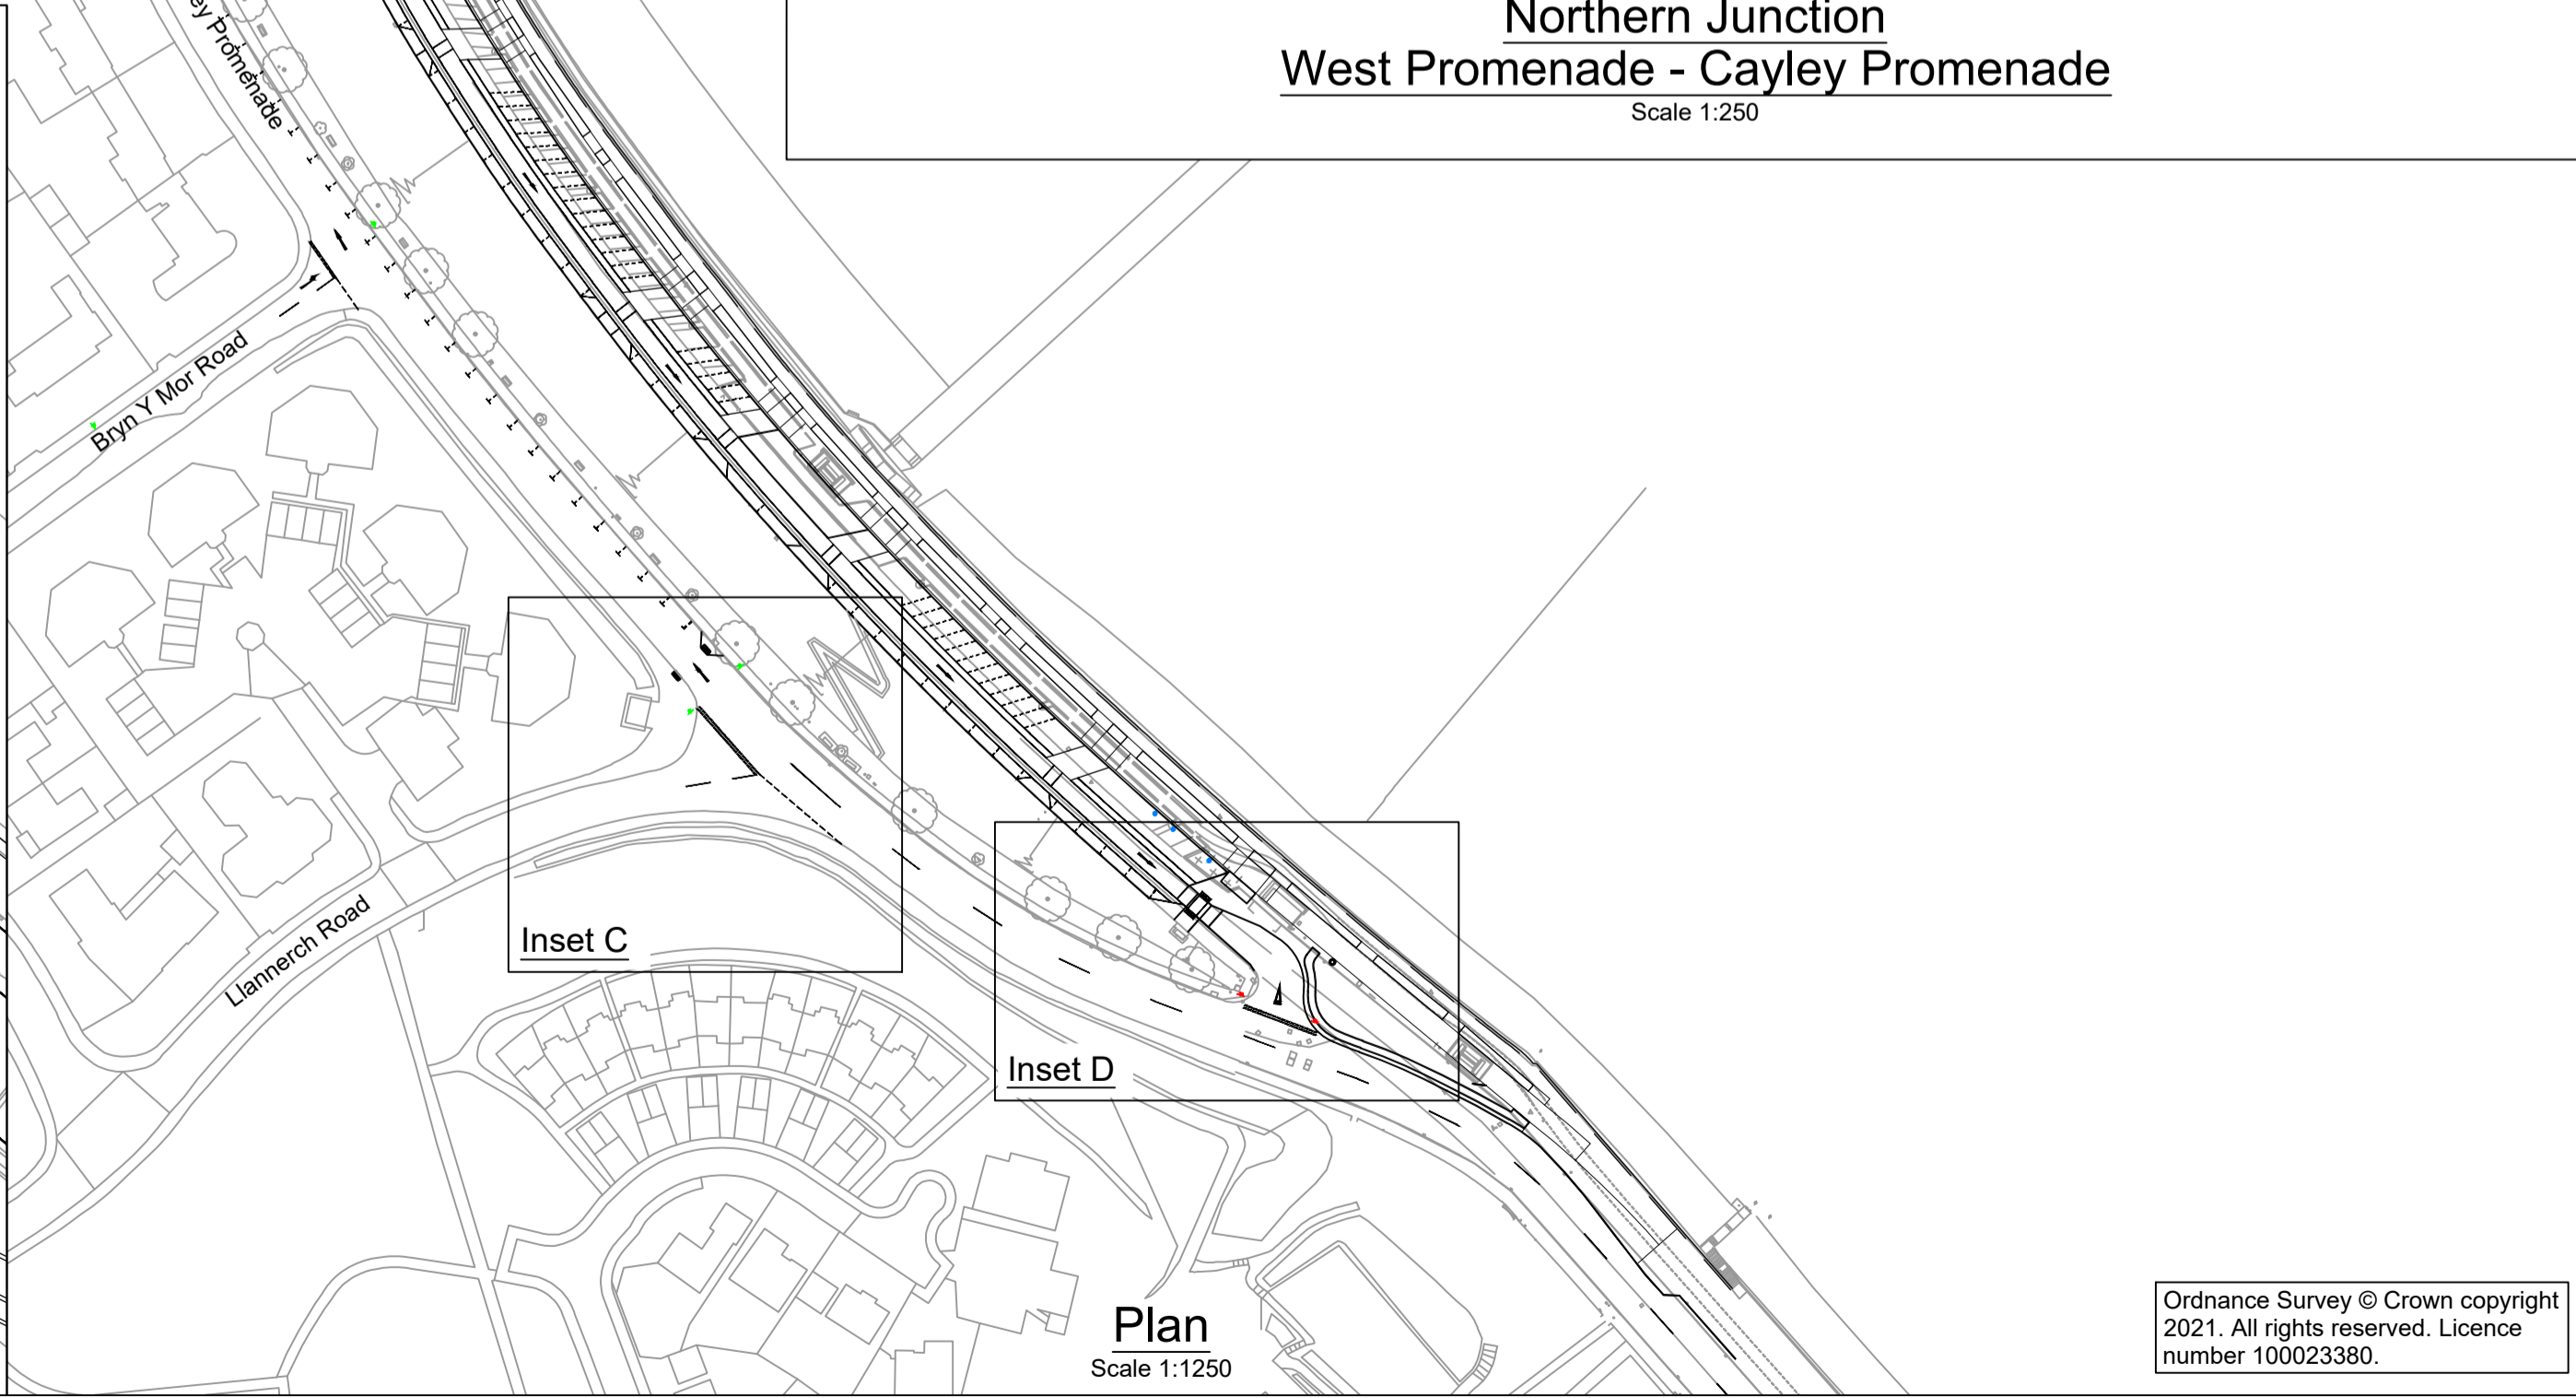 Northern Junction
West Promenade - Cayley Promenade
Scale 1:250
Promenade
Bryn Y Mor Road
Inset C
Llannerch Road
Inset D
Plan
Scale 1:1250
Ordnance Survey © Crown copyright
2021. All rights reserved. Licence
number 100023380.